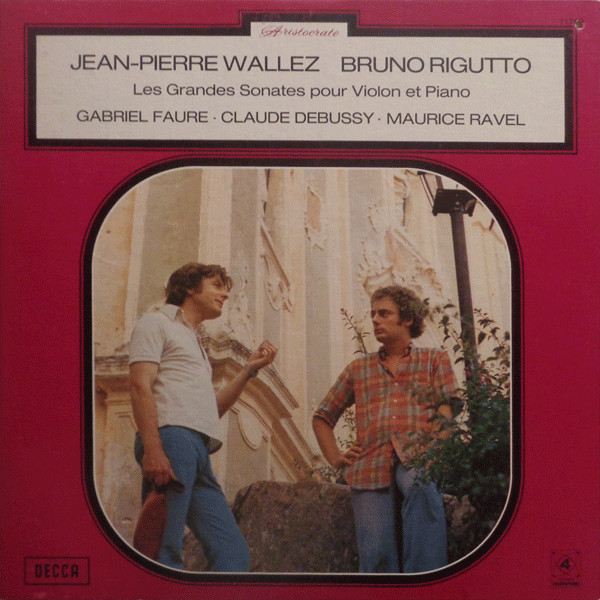 Aristocrate
JEAN-PIERRE WALLEZ BRUNO RIGUTTO
Les Grandes Sonates pour Violon et Piano
GABRIEL FAURE · CLAUDE DEBUSSY · MAURICE RAVEL
DECCA
4